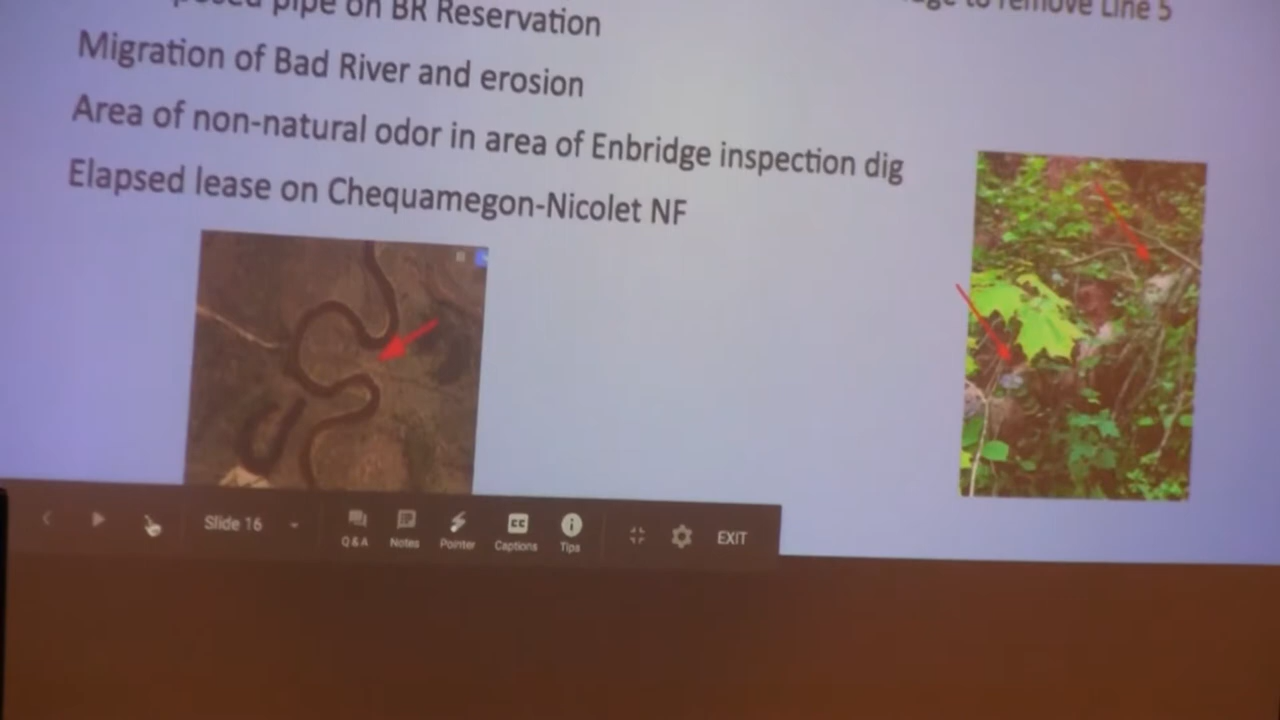 pipe on BR Reservation
to remove Line 5
Migration of Bad River and erosion
Area of non-natural odor in area of Enbridge inspection dig
Elapsed lease on Chequamegon-Nicolet NF
Slide 16
Q&A
Notes
Pointer
Captions
Tips
EXIT
CC